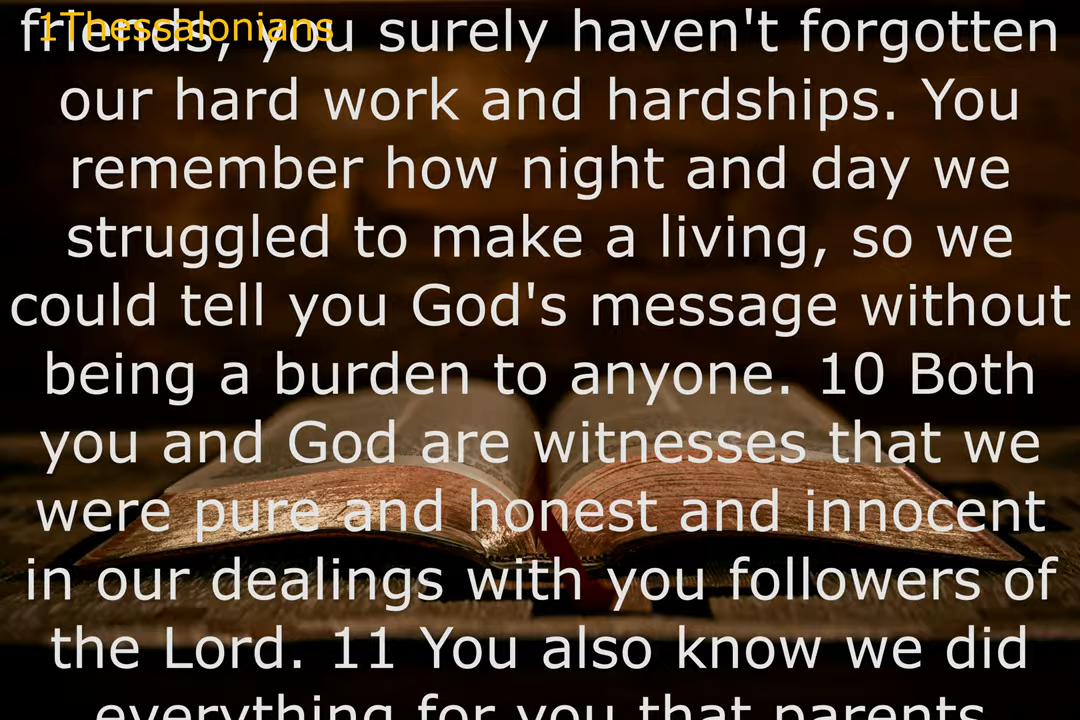 1Thessalonians
friends, you surely haven't forgotten
our hard work and hardships. You
remember how night and day we
struggled to make a living, so we
could tell you God's message without
being a burden to anyone. 10 Both
you and God are witnesses that we
were pure and honest and innocent
in our dealings with you followers of
the Lord. 11 You also know we did
everything for you that parents